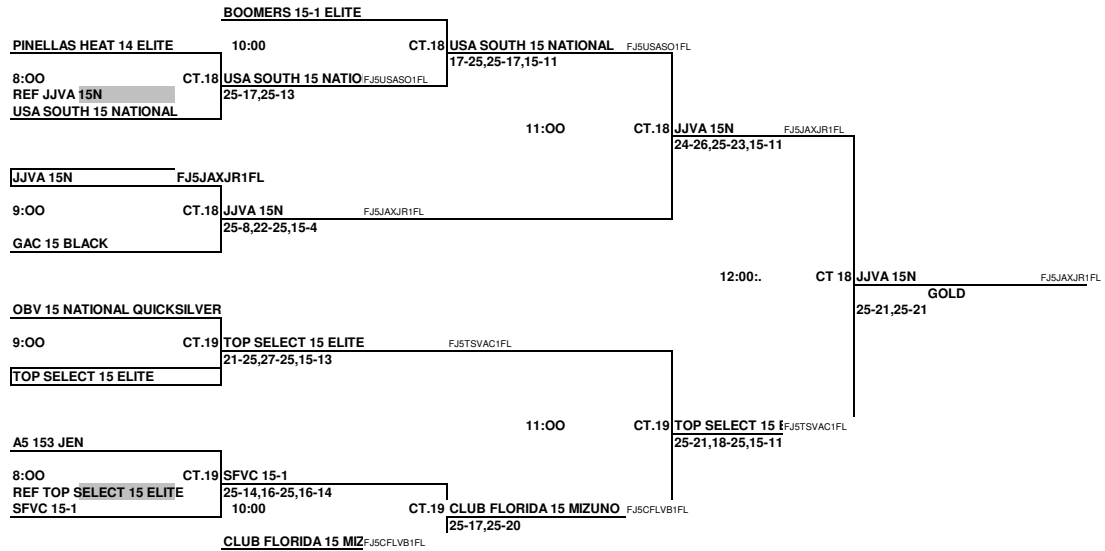 BOOMERS 15-1 ELITE
PINELLAS HEAT 14 ELITE 10:00 CT.18 USA SOUTH 15 NATIONAL FJ5USASO1FL
17-25,25-17,15-11
8:OO CT.18 USA SOUTH 15 NATIO FJ5USASO1FL
REF JJVA 15N 25-17,25-13
USA SOUTH 15 NATIONAL
11:OO CT.18 JJVA 15N FJ5JAXJR1FL
24-26,25-23,15-11
JJVA 15N FJ5JAXJR1FL
9:OO CT.18 JJVA 15N FJ5JAXJR1FL
25-8,22-25,15-4
GAC 15 BLACK
12:00:. CT 18 JJVA 15N FJ5JAXJR1FL
GOLD
OBV 15 NATIONAL QUICKSILVER 25-21,25-21
9:OO CT.19 TOP SELECT 15 ELITE FJ5TSVAC1FL
21-25,27-25,15-13
TOP SELECT 15 ELITE
11:OO CT.19 TOP SELECT 15 E FJ5TSVAC1FL
A5 153 JEN 25-21,18-25,15-11
8:OO CT.19 SFVC 15-1
REF TOP SELECT 15 ELITE 25-14,16-25,16-14
SFVC 15-1 10:00 CT.19 CLUB FLORIDA 15 MIZUNO FJ5CFLVB1FL
25-17,25-20
CLUB FLORIDA 15 MIZ FJ5CFLVB1FL